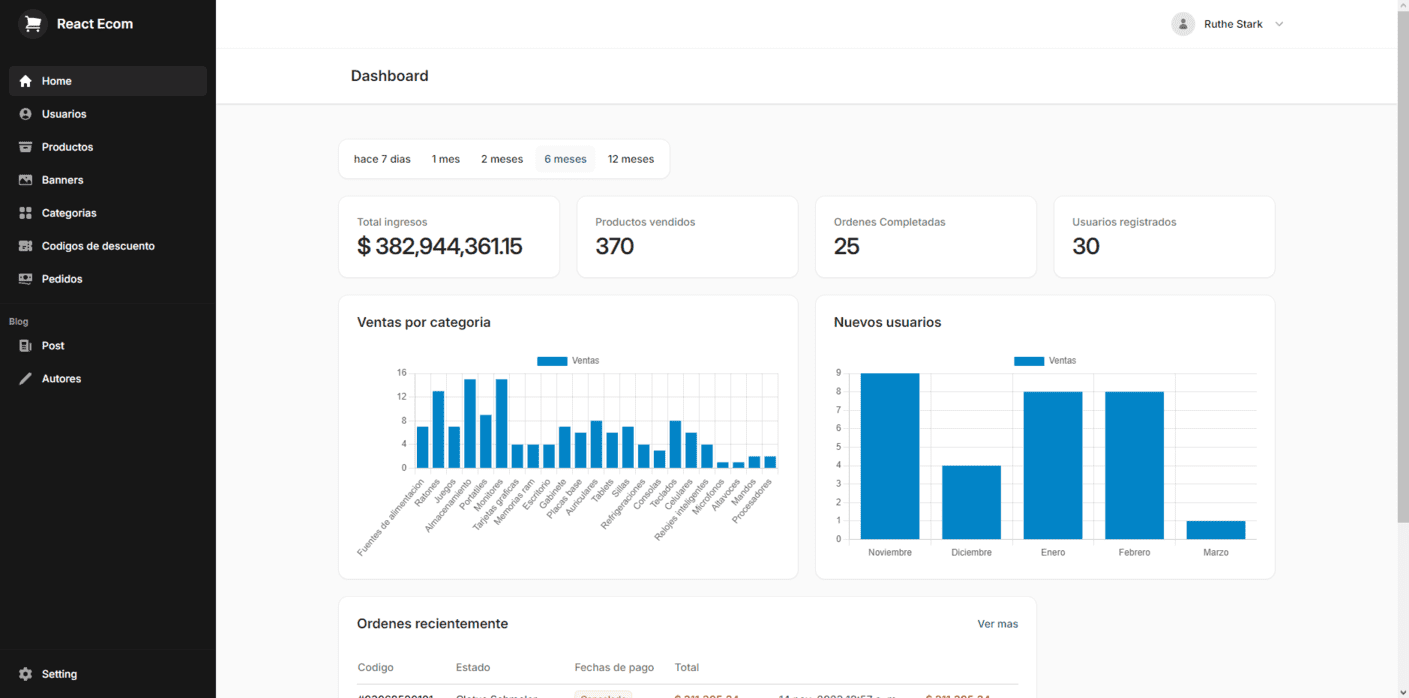 React Ecom
Ruthe Stark
Home
Usuarios
Productos
Banners
Categorias
Codigos de descuento
Pedidos
Blog
Post
Autores
Setting
Dashboard
hace 7 dias 1 mes 2 meses 6 meses 12 meses
Total ingresos
$ 382,944,361.15
Productos vendidos
370
Ordenes Completadas
25
Usuarios registrados
30
Ventas por categoria
Ventas
16
12
8
4
0
Fuentes de alimentacion
Ratones
Juegos
Almacenamiento
Portatiles
Monitores
Tarjetas graficas
Memorias ram
Escritorio
Gabinete
Placas base
Auriculares
Tablets
Sillas
Refrigeraciones
Consolas
Teclados
Celulares
Relojes inteligentes
Microfonos
Altavoces
Mandos
Procesadores
Nuevos usuarios
Ventas
9
8
7
6
5
4
3
2
1
0
Noviembre Diciembre Enero Febrero Marzo
Ordenes recientemente
Ver mas
Codigo Estado Fechas de pago Total